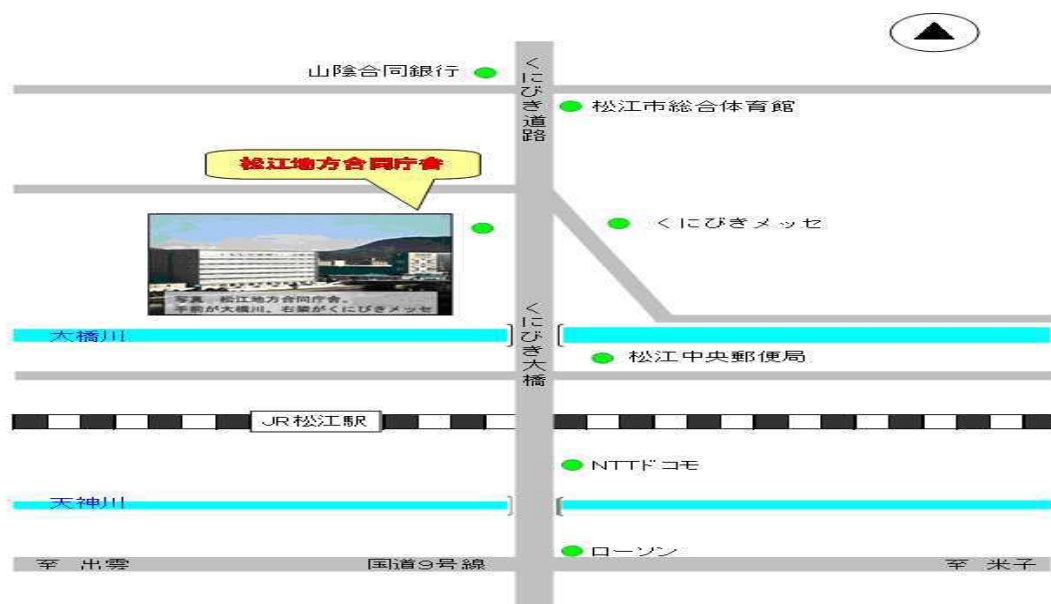 山陰合同銀行
くにびき道路
松江市総合体育館
松江地方合同庁舎
くにびきメッセ
写真 松江地方合同庁舎。
手前が大橋川、右隣がくにびきメッセ
くにびき大橋
大橋川
松江中央郵便局
JR松江駅
NTTドコモ
天神川
ローソン
至 出雲
国道9号線
至 米子